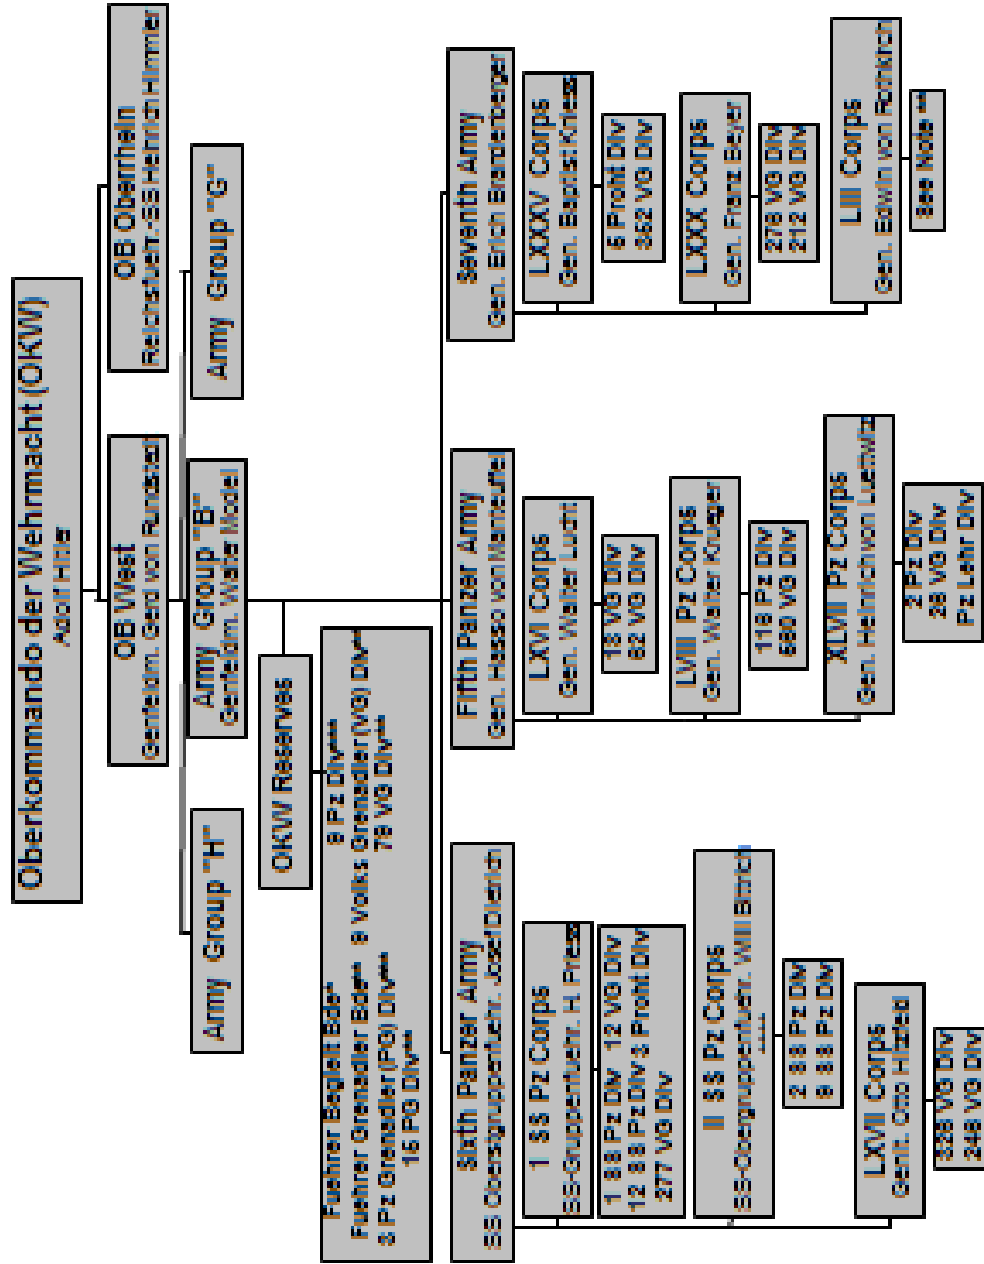 Oberkommando der Wehrmacht (OKW)
Adolf Hitler
OB West
Genfeldm. Gerd von Rundstedt
OB Oberrhein
Reichsfuehr. SS Heinrich Himmler
Army Group "H"
Army Group "B"
Genfeldm. Walter Model
Army Group "G"
OKW Reserves
Fuehrer Begleit Bde*
Fuehrer Grenadier Bde***
3 Pz Grenadier (PG) Div***
15 PG Div***
9 Pz Div***
9 Volks Grenadier (VG) Div***
79 VG Div***
Sixth Panzer Army
SS Oberstgruppenfuehr. Josef Dietrich
1 SS Pz Corps
SS-Gruppenfuehr. H. Priess
1 SS Pz Div 12 VG Div
12 SS Pz Div 3 Prcht Div
277 VG Div
II SS Pz Corps
SS-Obergruppenfuehr. Willi Bittrich
****
2 SS Pz Div
9 SS Pz Div
LXVII Corps
Genlt. Otto Hitzfeld
326 VG Div
246 VG Div
Fifth Panzer Army
Gen. Hasso von Manteuffel
LXVI Corps
Gen. Walter Lucht
18 VG Div
62 VG Div
LVIII Pz Corps
Gen. Walter Krueger
116 Pz Div
560 VG Div
XLVII Pz Corps
Gen. Heinrich von Luettwitz
2 Pz Div
26 VG Div
Pz Lehr Div
Seventh Army
Gen. Erich Brandenberger
LXXXV Corps
Gen. Baptist Kniess
5 Prcht Div
352 VG Div
LXXX Corps
Gen. Franz Beyer
276 VG Div
212 VG Div
LIII Corps
Gen. Edwin von Rothkirch
See Note **